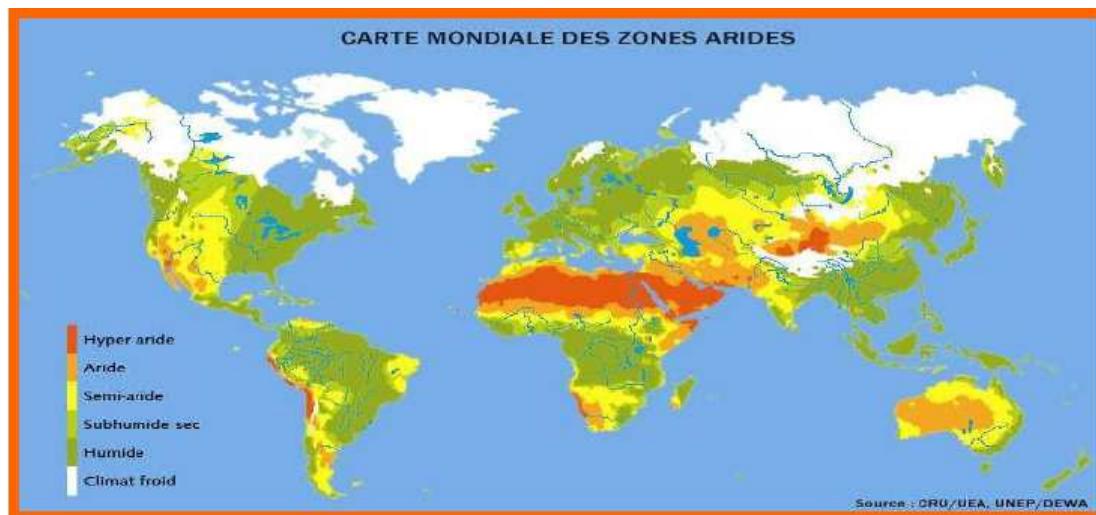 CARTE MONDIALE DES ZONES ARIDES
Hyper aride
Aride
Semi-aride
Subhumide sec
Humide
Climat froid
Source : CRU/UEA, UNEP/DEWA